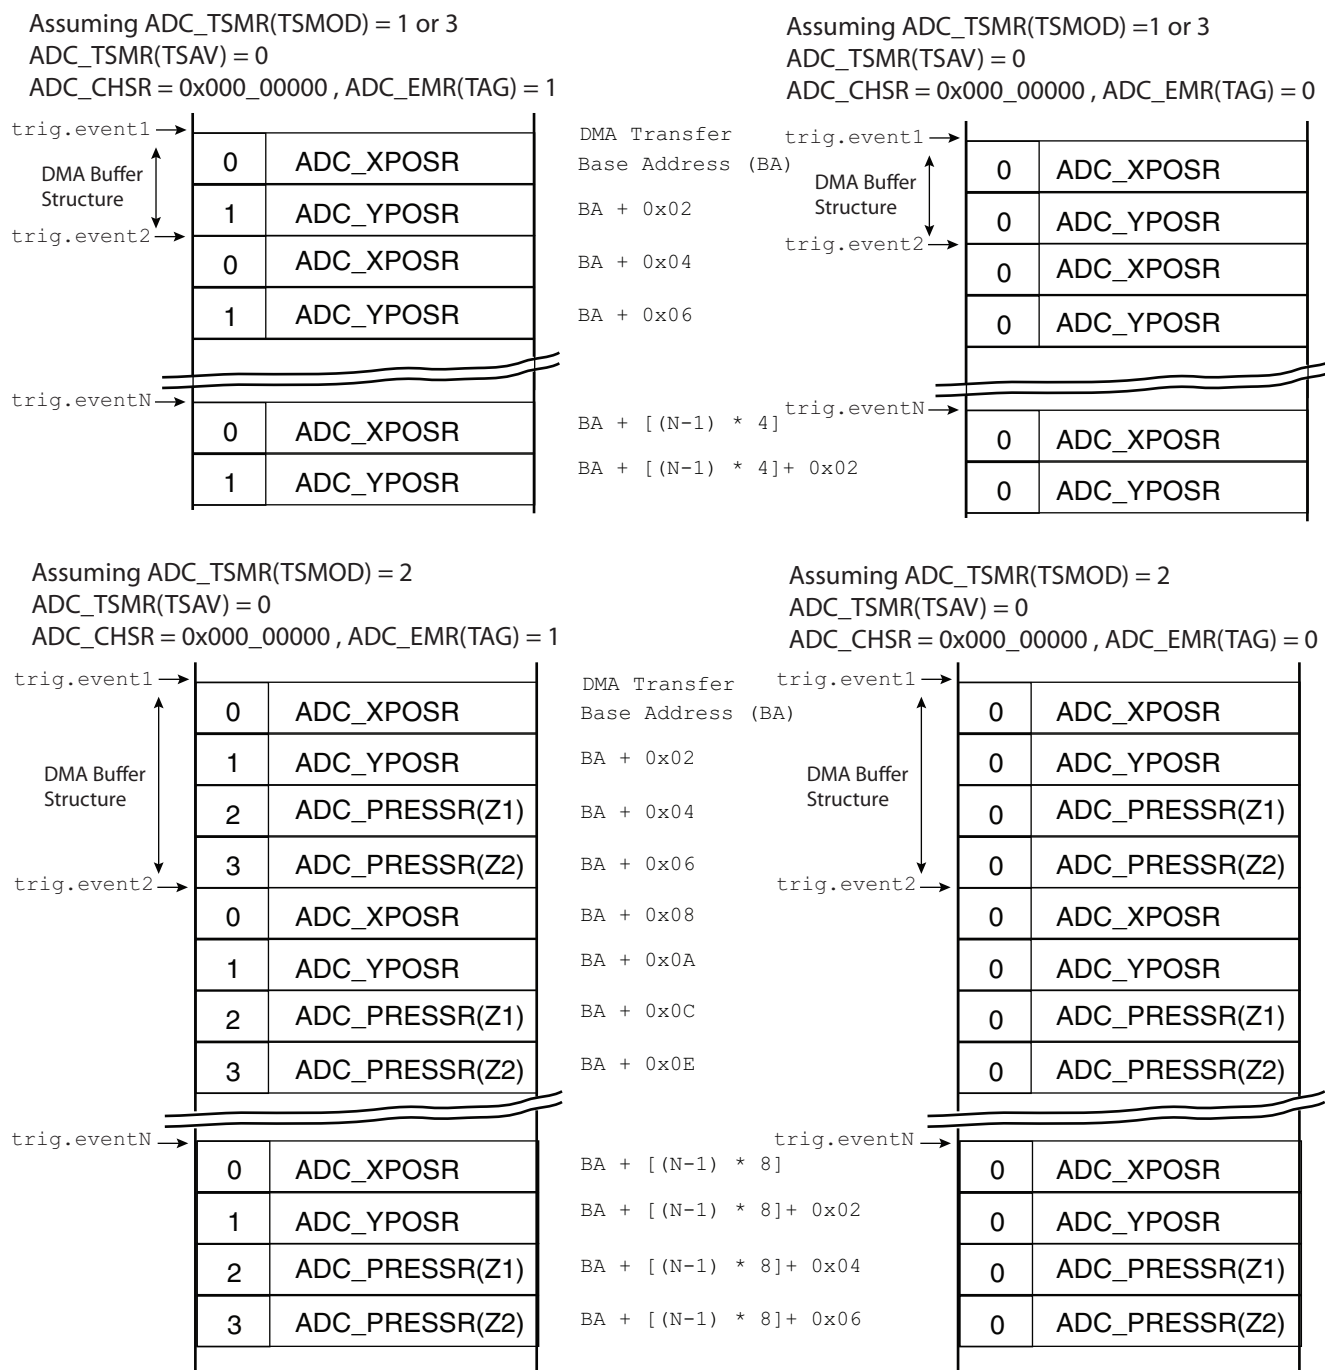 Assuming ADC_TSMR(TSMOD) = 1 or 3
ADC_TSMR(TSAV) = 0
ADC_CHSR = 0x000_00000 , ADC_EMR(TAG) = 1
trig.event1
DMA Buffer
Structure
trig.event2
0 ADC_XPOSR
1 ADC_YPOSR
0 ADC_XPOSR
1 ADC_YPOSR
trig.eventN
0 ADC_XPOSR
1 ADC_YPOSR
DMA Transfer
Base Address (BA)
BA + 0x02
BA + 0x04
BA + 0x06
BA + [(N-1) * 4]
BA + [(N-1) * 4]+ 0x02
Assuming ADC_TSMR(TSMOD) =1 or 3
ADC_TSMR(TSAV) = 0
ADC_CHSR = 0x000_00000 , ADC_EMR(TAG) = 0
trig.event1
DMA Buffer
Structure
trig.event2
0 ADC_XPOSR
0 ADC_YPOSR
0 ADC_XPOSR
0 ADC_YPOSR
trig.eventN
0 ADC_XPOSR
0 ADC_YPOSR
Assuming ADC_TSMR(TSMOD) = 2
ADC_TSMR(TSAV) = 0
ADC_CHSR = 0x000_00000 , ADC_EMR(TAG) = 1
trig.event1
DMA Buffer
Structure
trig.event2
0 ADC_XPOSR
1 ADC_YPOSR
2 ADC_PRESSR(Z1)
3 ADC_PRESSR(Z2)
0 ADC_XPOSR
1 ADC_YPOSR
2 ADC_PRESSR(Z1)
3 ADC_PRESSR(Z2)
trig.eventN
0 ADC_XPOSR
1 ADC_YPOSR
2 ADC_PRESSR(Z1)
3 ADC_PRESSR(Z2)
DMA Transfer
Base Address (BA)
BA + 0x02
BA + 0x04
BA + 0x06
BA + 0x08
BA + 0x0A
BA + 0x0C
BA + 0x0E
BA + [(N-1) * 8]
BA + [(N-1) * 8]+ 0x02
BA + [(N-1) * 8]+ 0x04
BA + [(N-1) * 8]+ 0x06
Assuming ADC_TSMR(TSMOD) = 2
ADC_TSMR(TSAV) = 0
ADC_CHSR = 0x000_00000 , ADC_EMR(TAG) = 0
trig.event1
DMA Buffer
Structure
trig.event2
0 ADC_XPOSR
0 ADC_YPOSR
0 ADC_PRESSR(Z1)
0 ADC_PRESSR(Z2)
0 ADC_XPOSR
0 ADC_YPOSR
0 ADC_PRESSR(Z1)
0 ADC_PRESSR(Z2)
trig.eventN
0 ADC_XPOSR
0 ADC_YPOSR
0 ADC_PRESSR(Z1)
0 ADC_PRESSR(Z2)